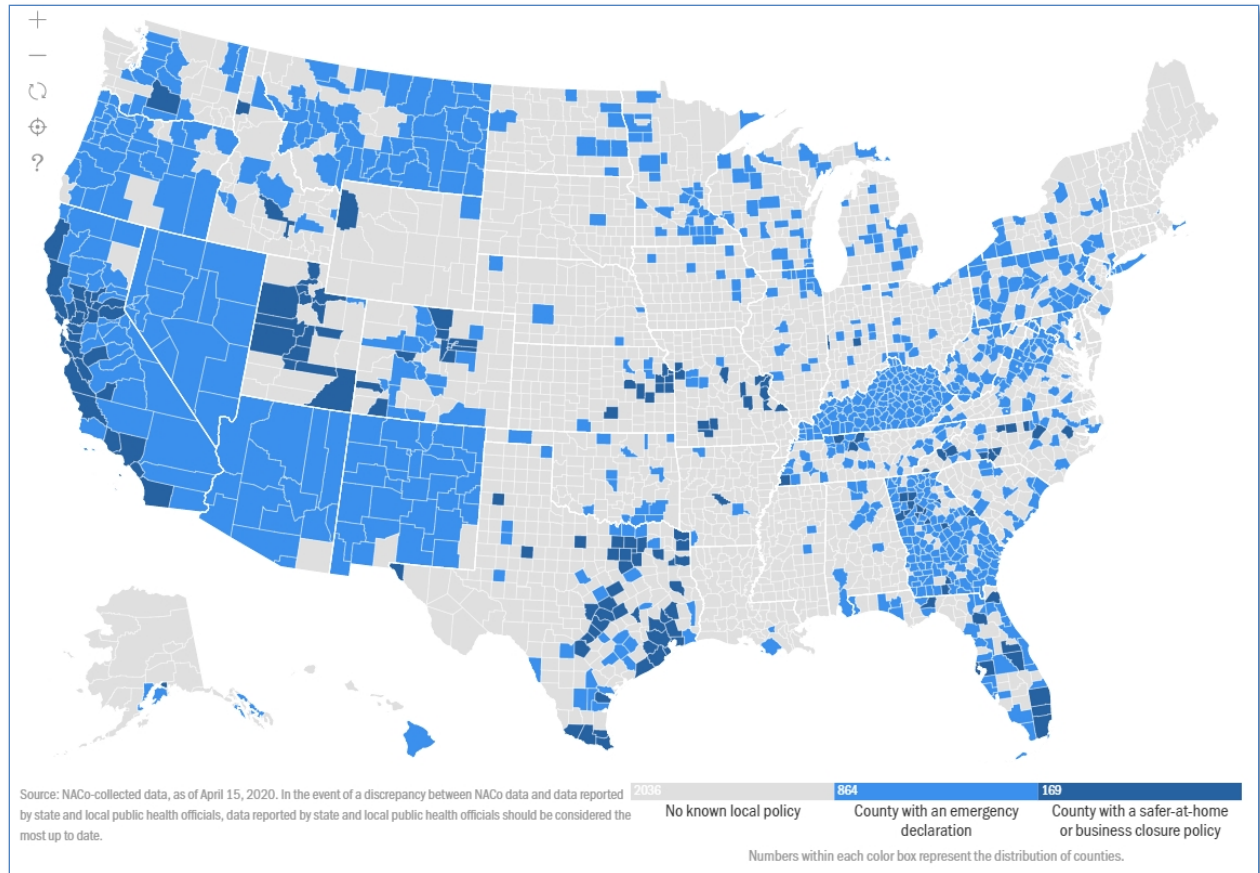 ?
2036
864
169
No known local policy
County with an emergency
declaration
County with a safer-at-home
or business closure policy
Source: NACo-collected data, as of April 15, 2020. In the event of a discrepancy between NACo data and data reported
by state and local public health officials, data reported by state and local public health officials should be considered the
most up to date.
Numbers within each color box represent the distribution of counties.